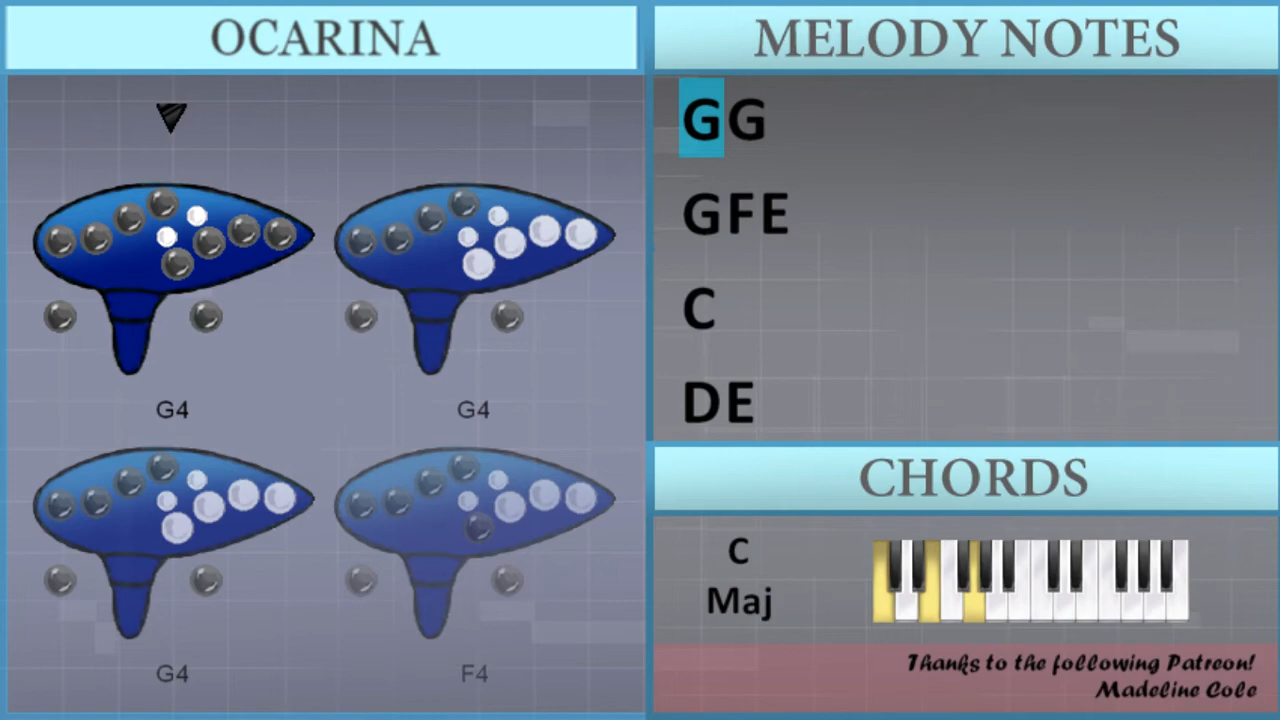 OCARINA
G4
G4
G4
F4
MELODY NOTES
GG
GFE
C
DE
CHORDS
C
Maj
Thanks to the following Patreon!
Madeline Cole